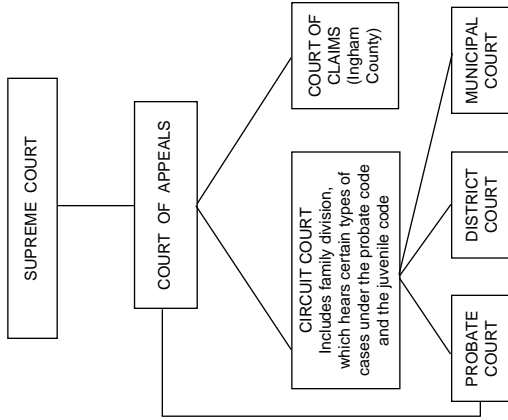 SUPREME COURT
COURT OF APPEALS
CIRCUIT COURT
Includes family division,
which hears certain types of
cases under the probate code
and the juvenile code
COURT OF
CLAIMS
(Ingham
County)
PROBATE
COURT
DISTRICT
COURT
MUNICIPAL
COURT